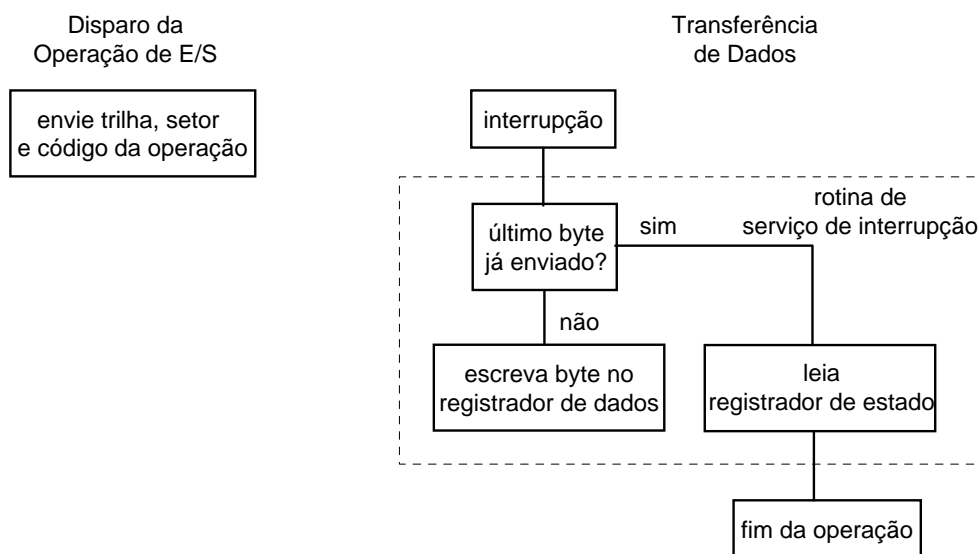 Disparo da
Operação de E/S
envie trilha, setor
e código da operação
Transferência
de Dados
interrupção
rotina de
serviço de interrupção
último byte
já enviado?
sim
não
escreva byte no
registrador de dados
leia
registrador de estado
fim da operação